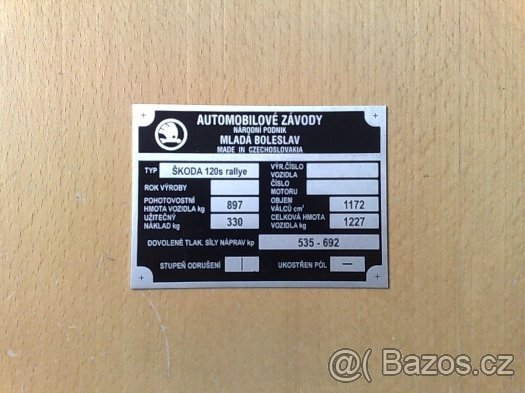 AUTOMOBILOVÉ ZÁVODY
NÁRODNÍ PODNIK
MLADÁ BOLESLAV
MADE IN CZECHOSLOVAKIA
TYP ŠKODA 120s rallye
VÝR.ČÍSLO VOZIDLA
ROK VÝROBY
ČÍSLO MOTORU
POHOTOVOSTNÍ HMOTA VOZIDLA kg 897
OBJEM VÁLCŮ cm³ 1172
UŽITEČNÝ NÁKLAD kg 330
CELKOVÁ HMOTA VOZIDLA kg 1227
DOVOLENÉ TLAK. SÍLY NÁPRAV kp 535 - 692
STUPEŇ ODRUŠENÍ | UKOSTŘEN PÓL –
Bazos.cz